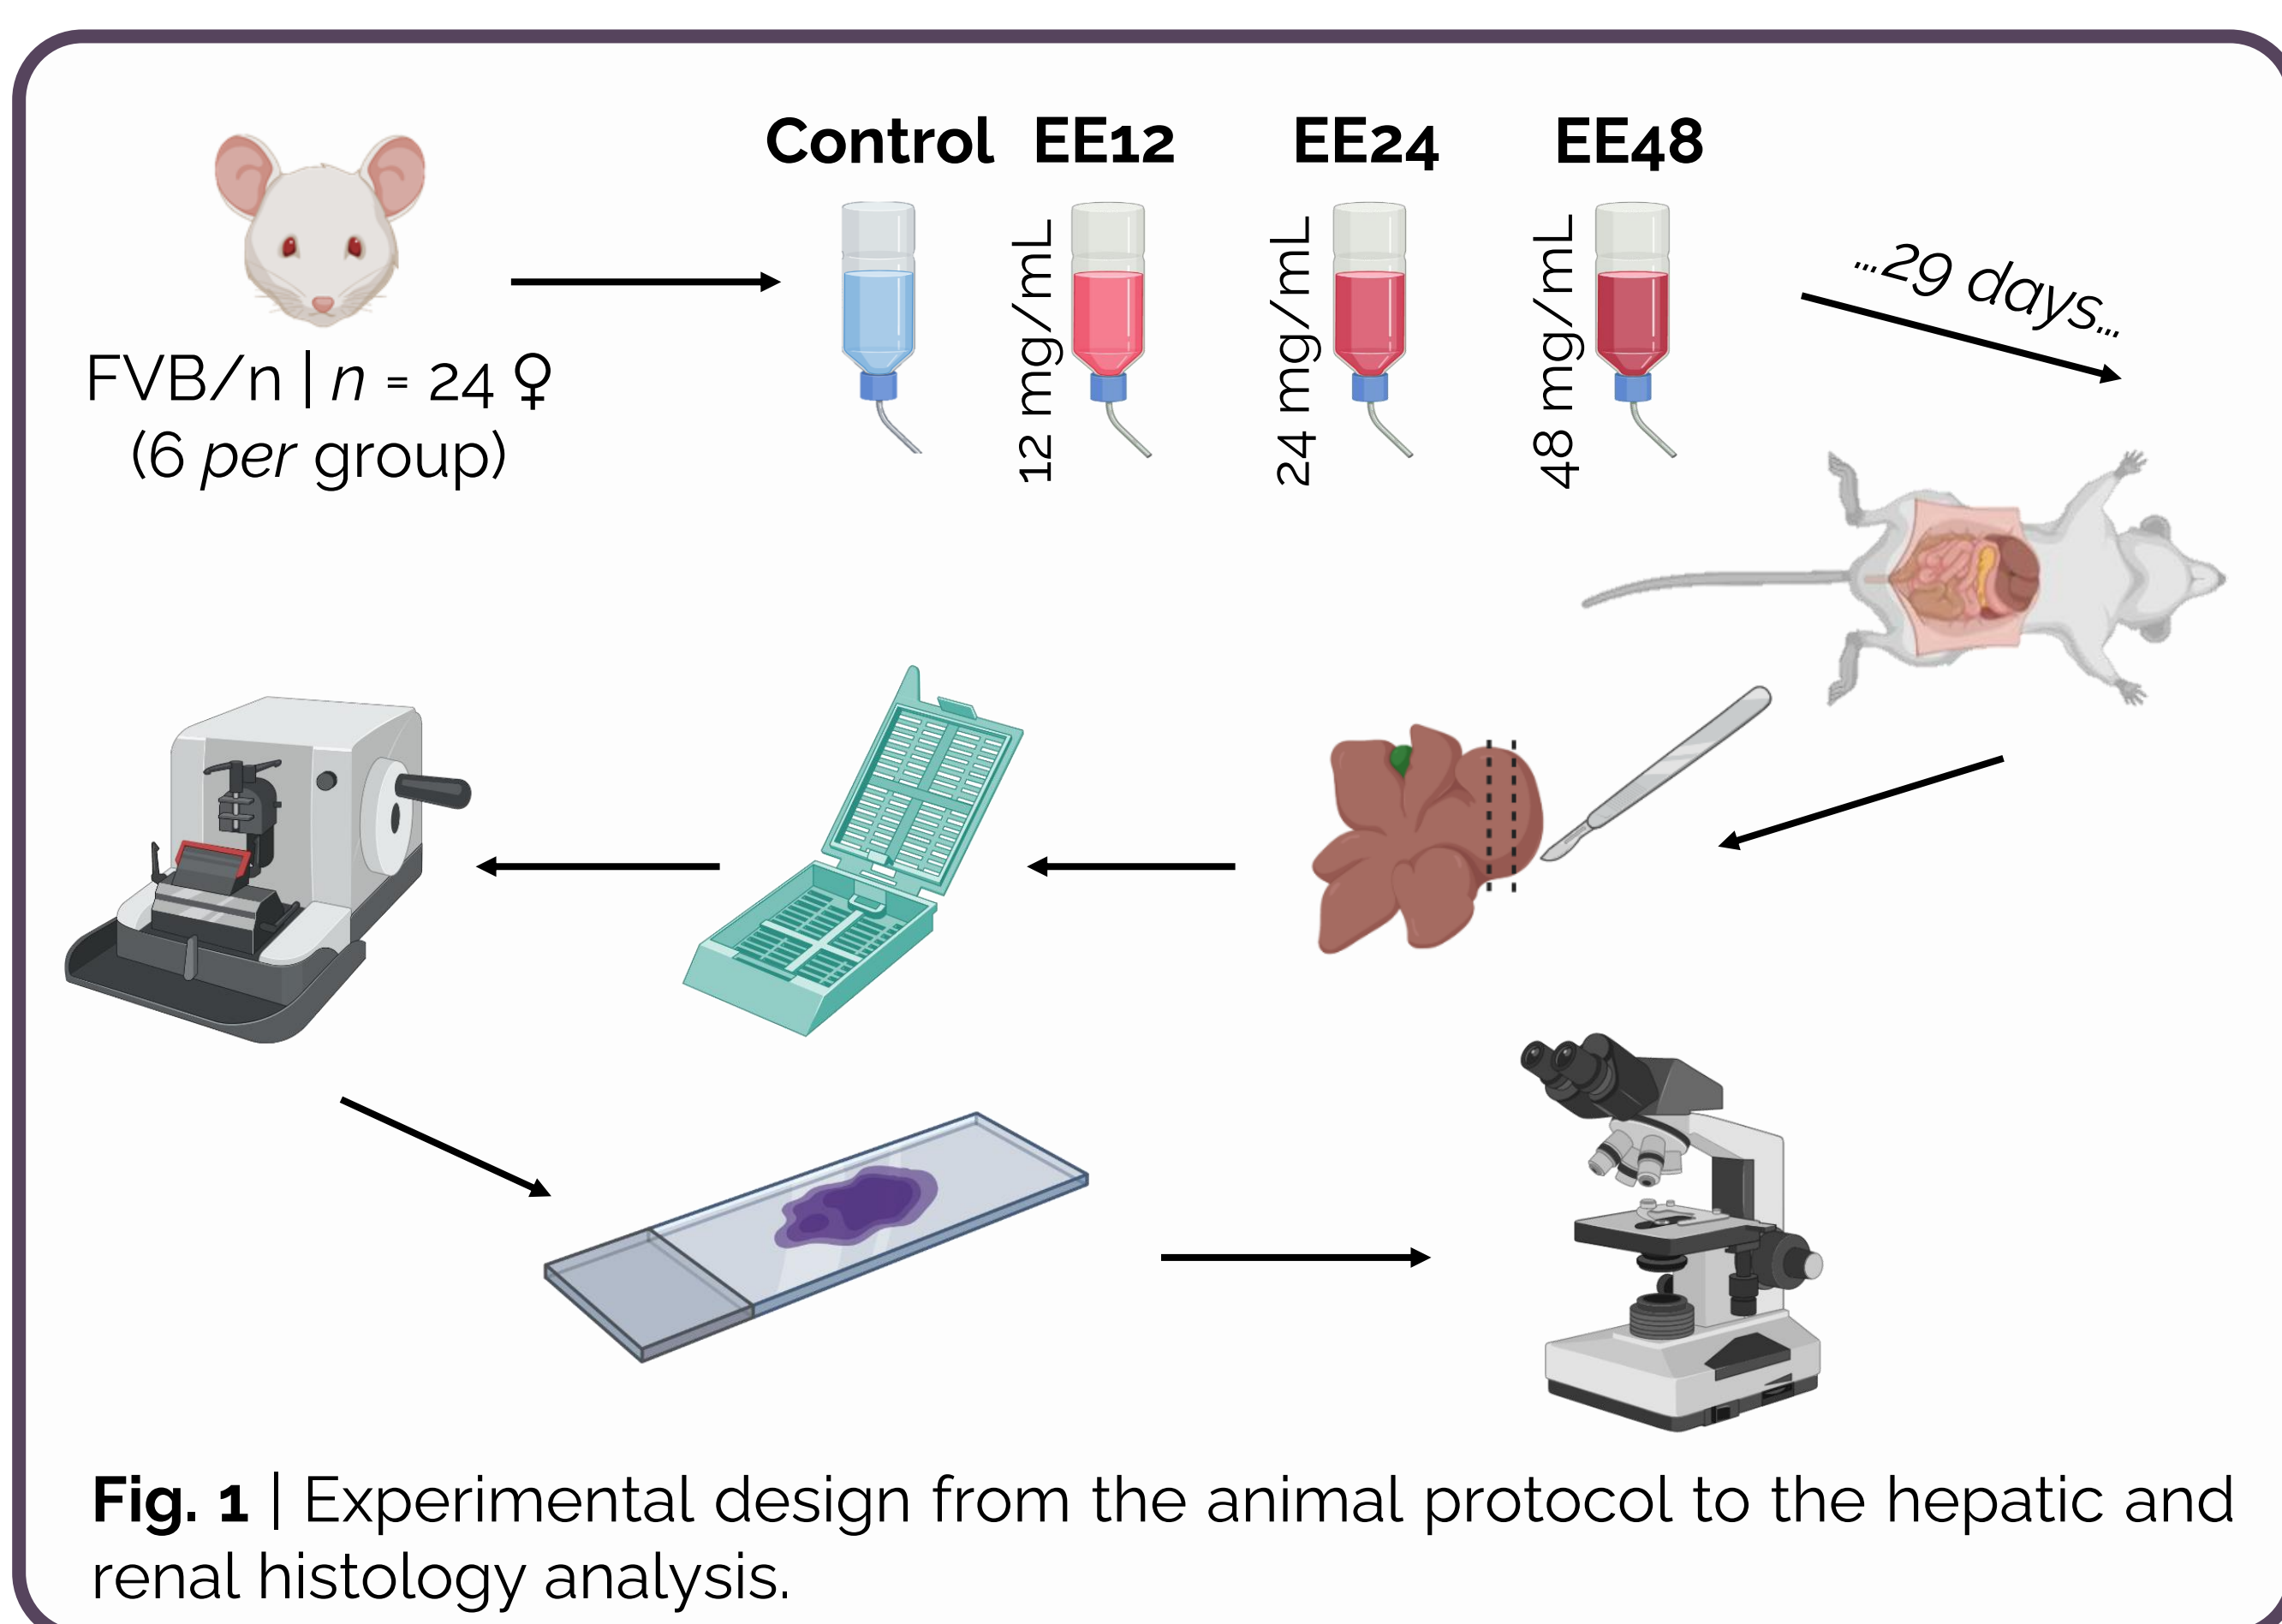 Control EE12 EE24 EE48
12 mg/mL
24 mg/mL
48 mg/mL
...29 days...
FVB/n | n = 24 ♀
(6 per group)
Fig. 1 | Experimental design from the animal protocol to the hepatic and
renal histology analysis.